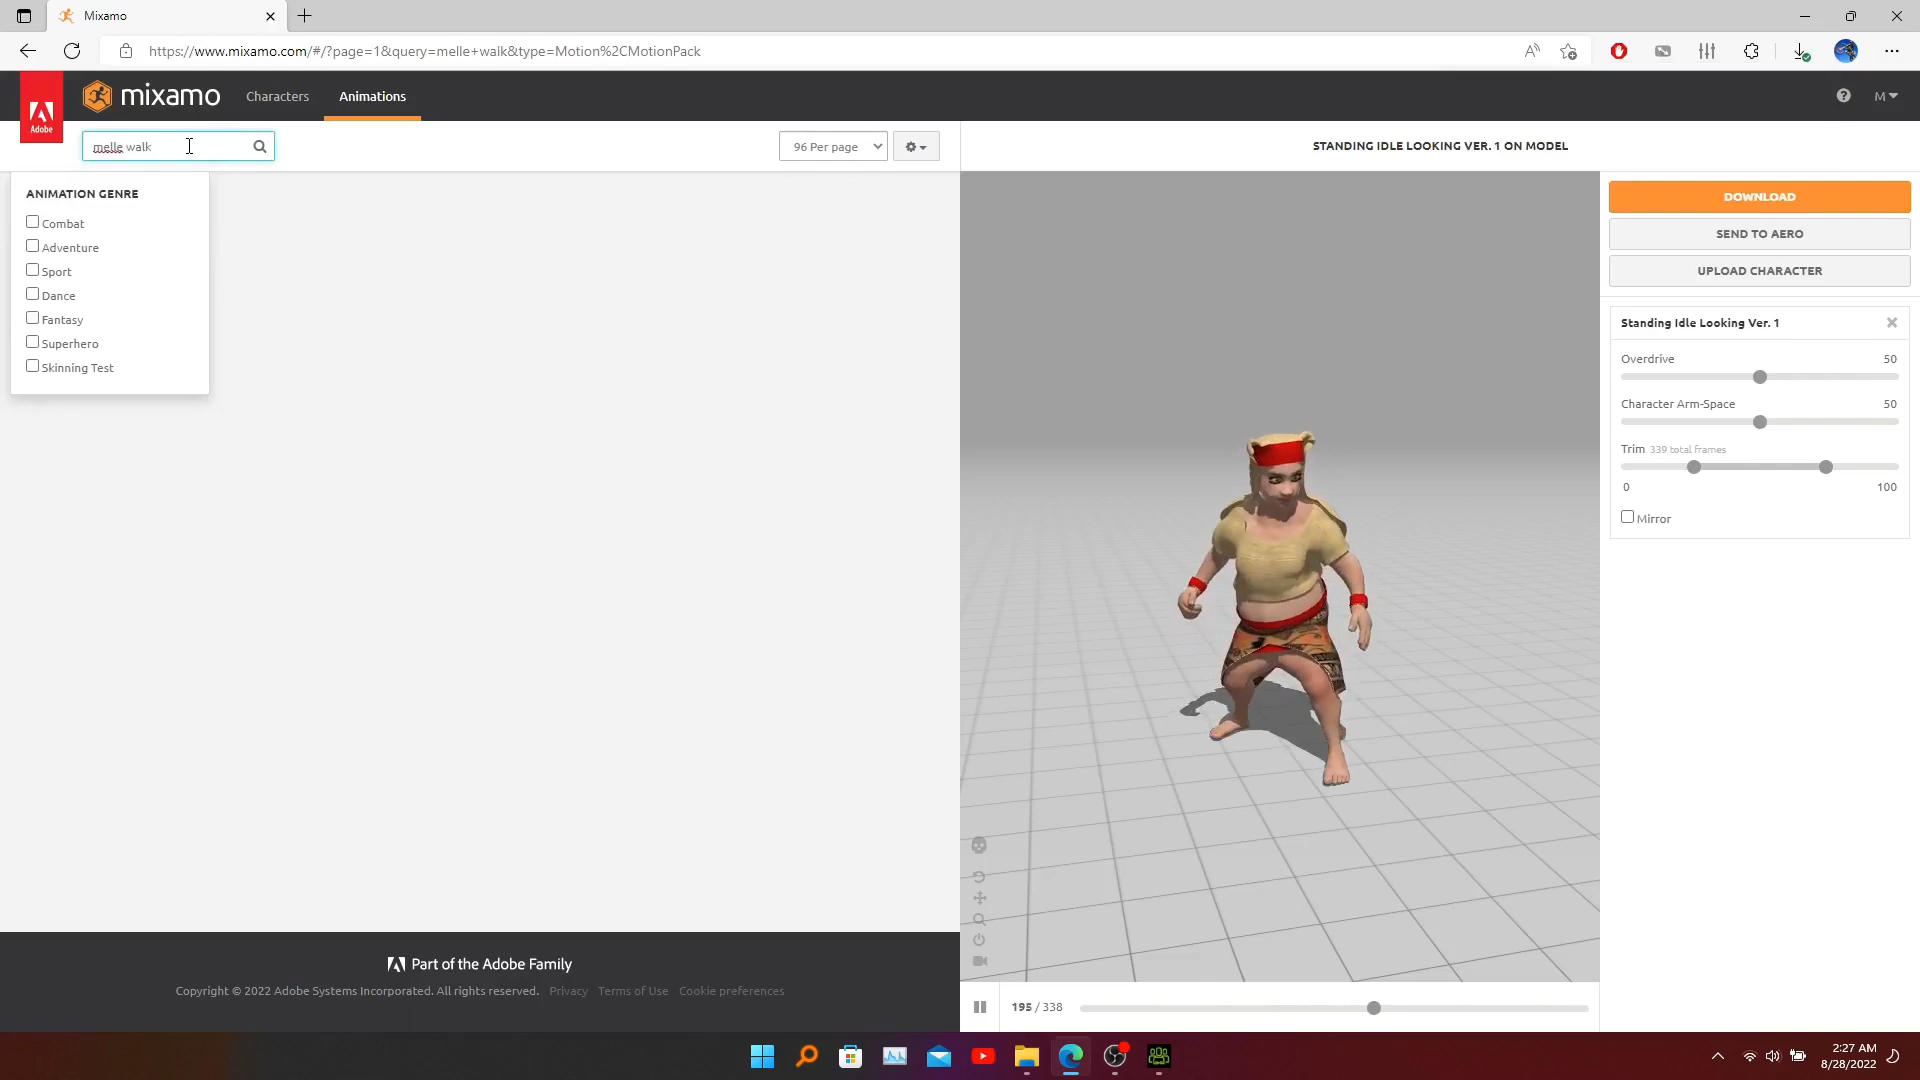 Mixamo
https://www.mixamo.com/#/?page=1&query=melle+walk&type=Motion%2CMotionPack
Adobe
mixamo
Characters
Animations
M
melle walk
96 Per page
STANDING IDLE LOOKING VER. 1 ON MODEL
ANIMATION GENRE
Combat
Adventure
Sport
Dance
Fantasy
Superhero
Skinning Test
DOWNLOAD
SEND TO AERO
UPLOAD CHARACTER
Standing Idle Looking Ver. 1
Overdrive 50
Character Arm-Space 50
Trim 339 total frames
0 100
Mirror
Part of the Adobe Family
Copyright © 2022 Adobe Systems Incorporated. All rights reserved. Privacy Terms of Use Cookie preferences
195 / 338
2:27 AM
8/28/2022